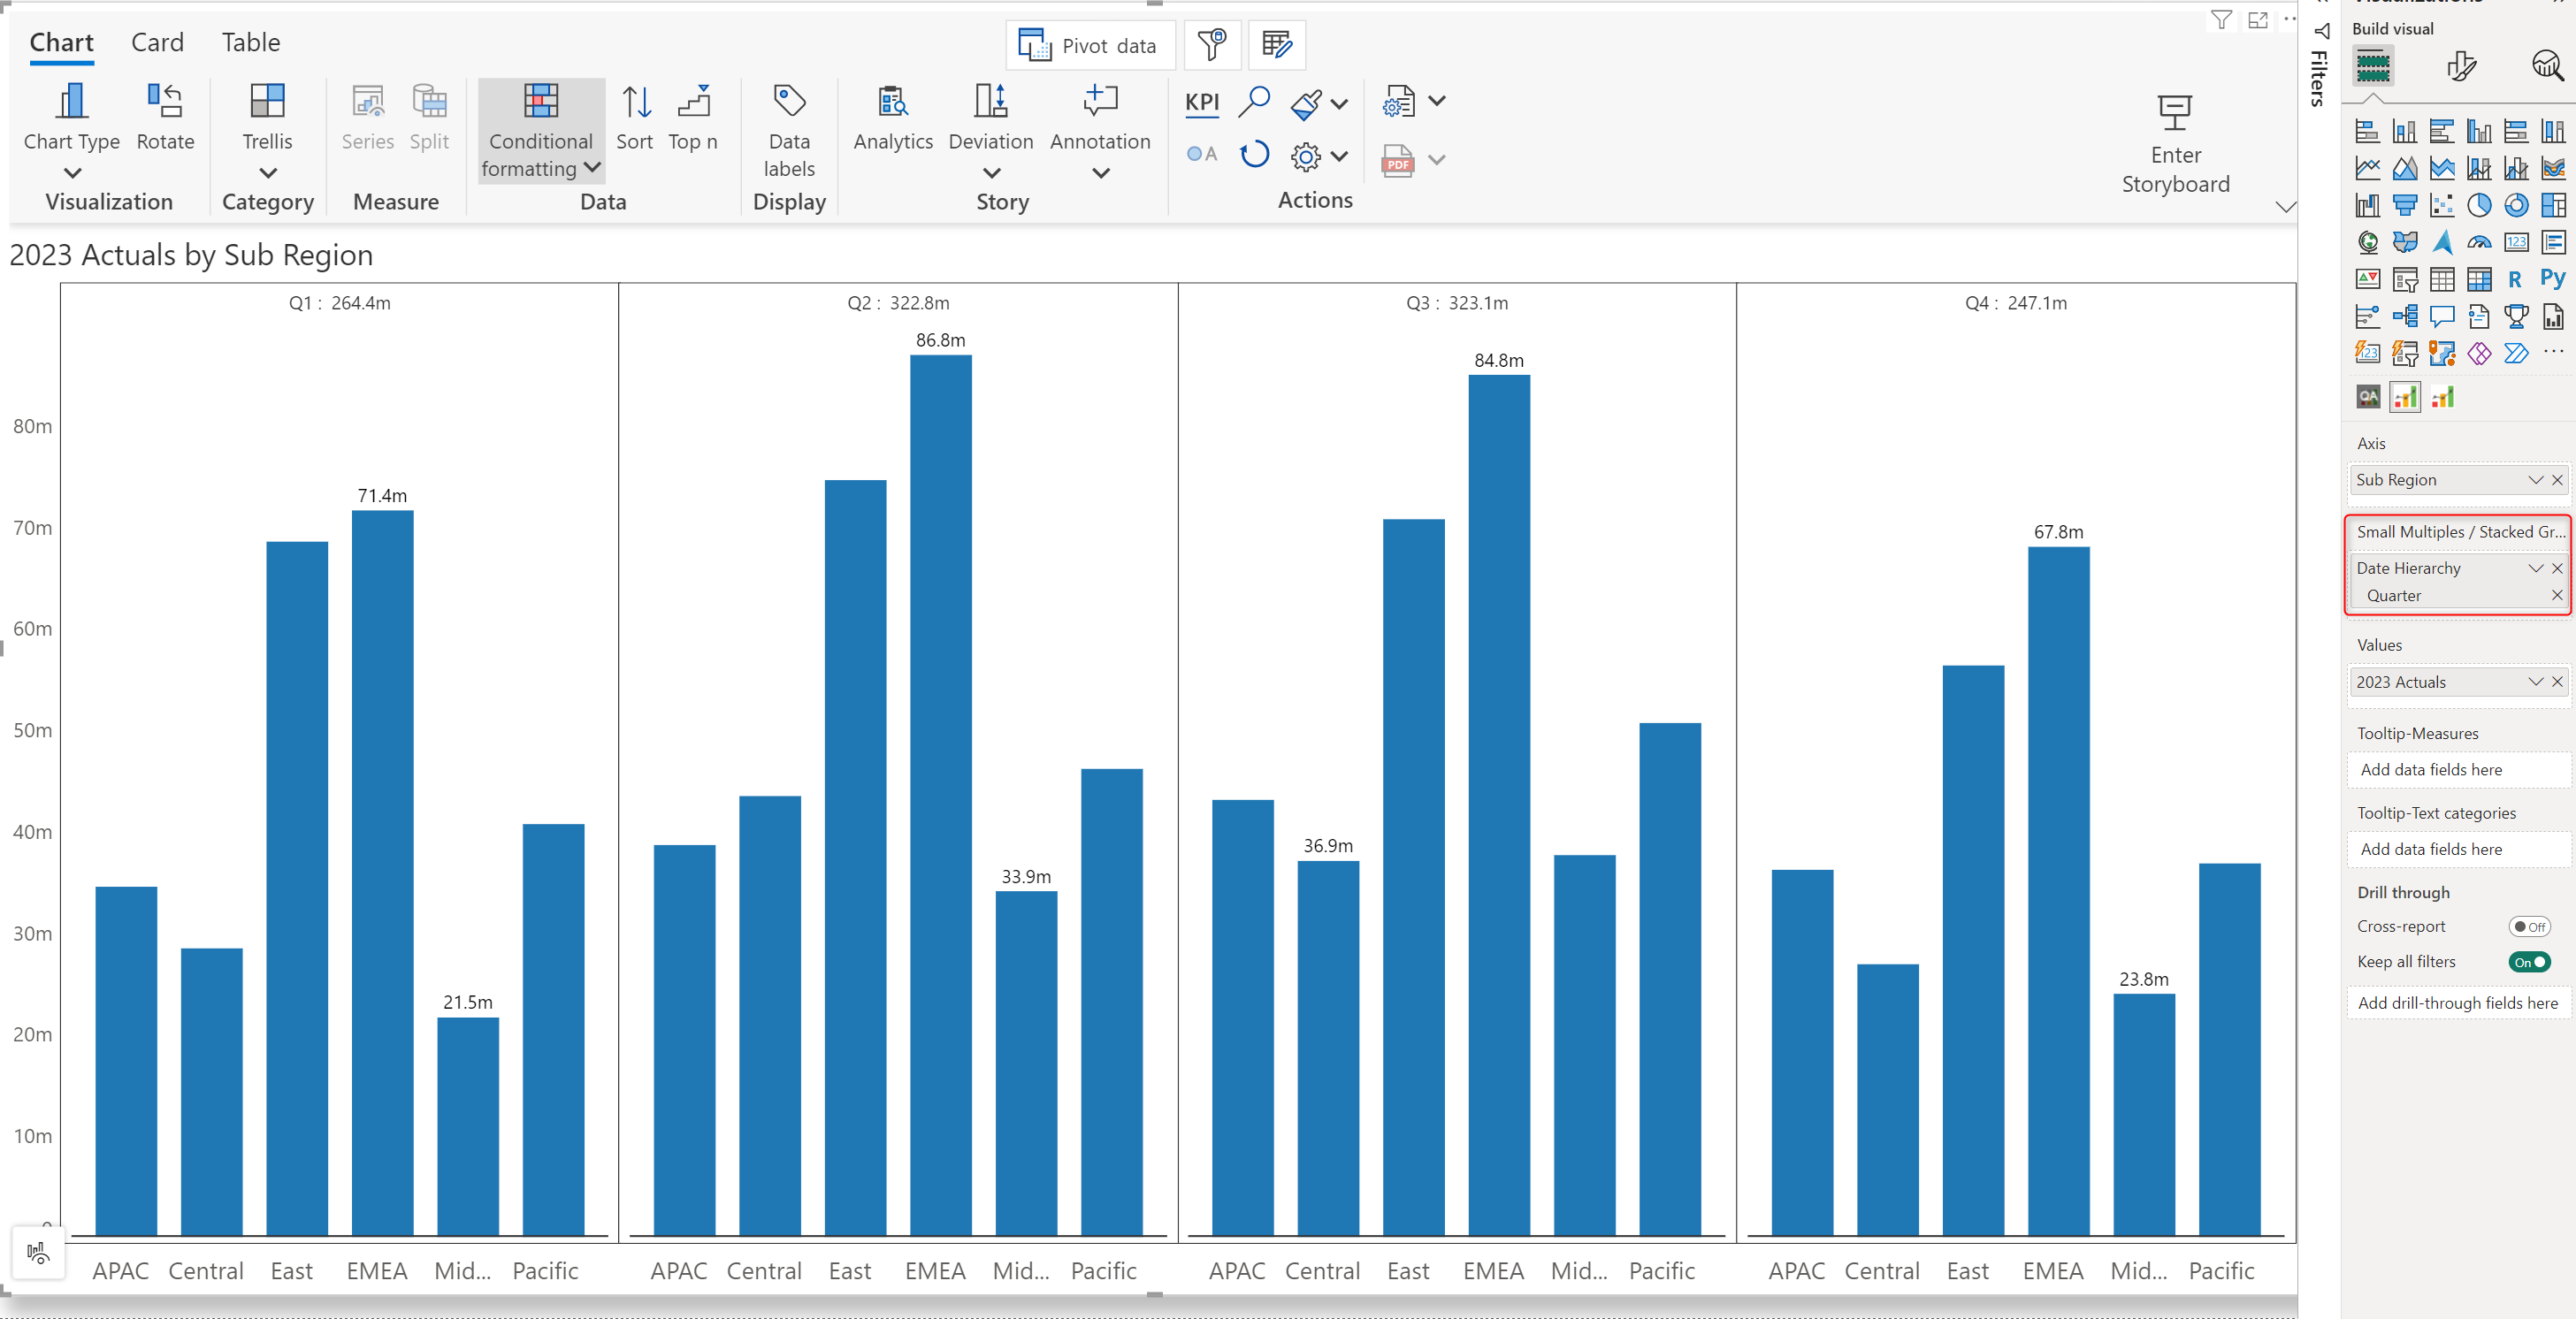 Build visual
Filters
Chart Card Table
Pivot data
Chart Type Rotate
Visualization
Trellis
Category
Series Split
Measure
Conditional formatting Sort Top n
Data
Data labels
Display
Analytics Deviation Annotation
Story
KPI
A
PDF
Actions
Enter Storyboard
2023 Actuals by Sub Region
Q1 : 264.4m
Q2 : 322.8m
Q3 : 323.1m
Q4 : 247.1m
80m
70m
60m
50m
40m
30m
20m
10m
71.4m
21.5m
86.8m
33.9m
36.9m
84.8m
67.8m
23.8m
APAC Central East EMEA Mid... Pacific
APAC Central East EMEA Mid... Pacific
APAC Central East EMEA Mid... Pacific
APAC Central East EMEA Mid... Pacific
123
R Py
123
QA
Axis
Sub Region
Small Multiples / Stacked Gr...
Date Hierarchy
Quarter
Values
2023 Actuals
Tooltip-Measures
Add data fields here
Tooltip-Text categories
Add data fields here
Drill through
Cross-report Off
Keep all filters On
Add drill-through fields here